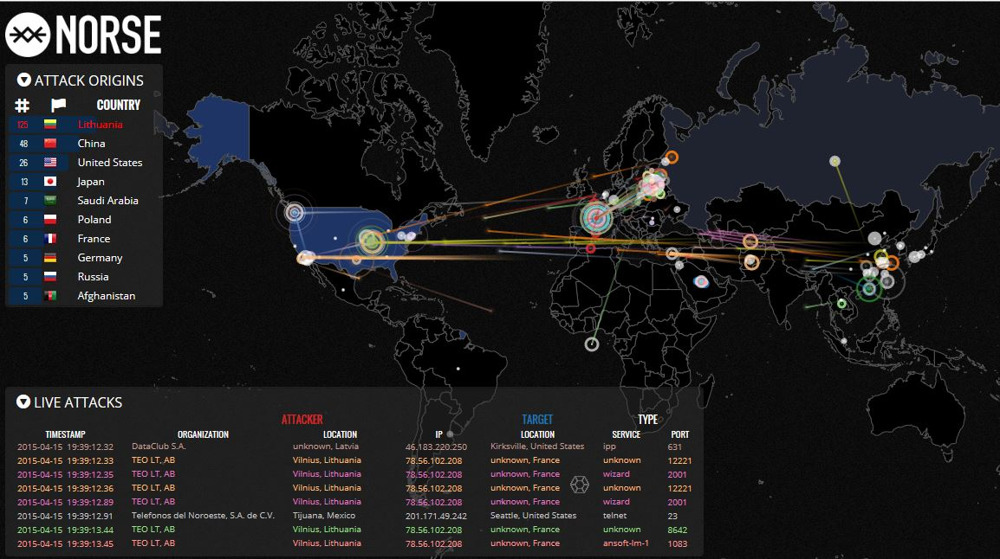 NORSE
ATTACK ORIGINS
# COUNTRY
125 Lithuania
48 China
26 United States
13 Japan
7 Saudi Arabia
6 Poland
6 France
5 Germany
5 Russia
5 Afghanistan
LIVE ATTACKS
ATTACKER TARGET TYPE
TIMESTAMP ORGANIZATION LOCATION IP LOCATION SERVICE PORT
2015-04-15 19:39:12.32 DataClub S.A. unknown, Latvia 46.183.220.250 Kirksville, United States ipp 631
2015-04-15 19:39:12.33 TEO LT, AB Vilnius, Lithuania 78.56.102.208 unknown, France unknown 12221
2015-04-15 19:39:12.35 TEO LT, AB Vilnius, Lithuania 78.56.102.208 unknown, France wizard 2001
2015-04-15 19:39:12.36 TEO LT, AB Vilnius, Lithuania 78.56.102.208 unknown, France unknown 12221
2015-04-15 19:39:12.89 TEO LT, AB Vilnius, Lithuania 78.56.102.208 unknown, France wizard 2001
2015-04-15 19:39:12.91 Telefonos del Noroeste, S.A. de C.V. Tijuana, Mexico 201.171.49.242 Seattle, United States telnet 23
2015-04-15 19:39:13.44 TEO LT, AB Vilnius, Lithuania 78.56.102.208 unknown, France unknown 8642
2015-04-15 19:39:13.45 TEO LT, AB Vilnius, Lithuania 78.56.102.208 unknown, France ansoft-lm-1 1083